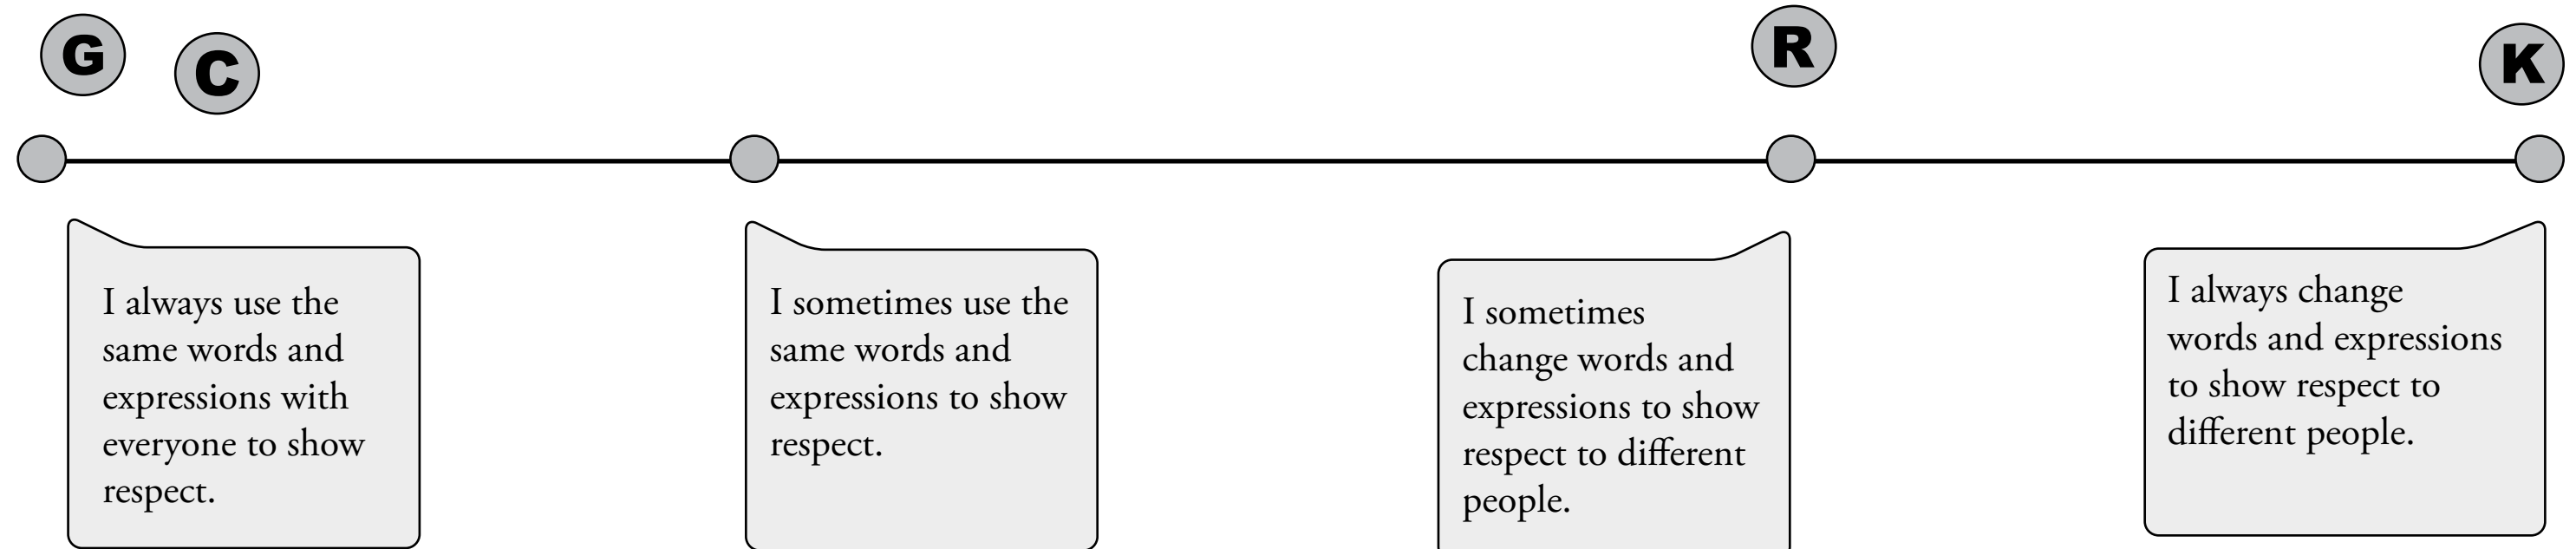 G
C
R
K
I always use the
same words and
expressions with
everyone to show
respect.
I sometimes use the
same words and
expressions to show
respect.
I sometimes
change words and
expressions to show
respect to different
people.
I always change
words and expressions
to show respect to
different people.